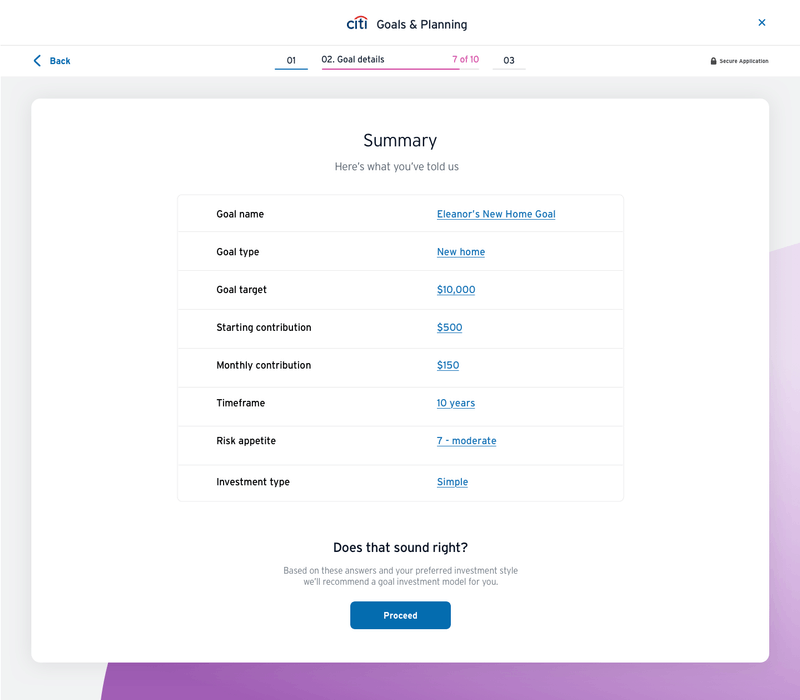 citi Goals & Planning
Back
01
02. Goal details
7 of 10
03
Secure Application
Summary
Here's what you've told us
Goal name Eleanor's New Home Goal
Goal type New home
Goal target $10,000
Starting contribution $500
Monthly contribution $150
Timeframe 10 years
Risk appetite 7 - moderate
Investment type Simple
Does that sound right?
Based on these answers and your preferred investment style
we'll recommend a goal investment model for you.
Proceed